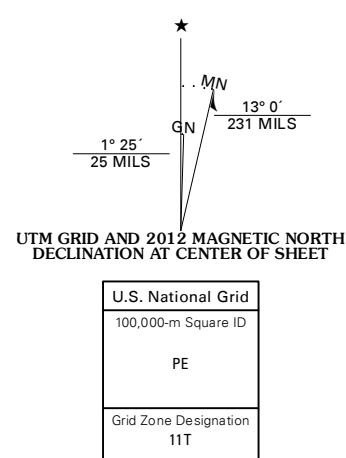 ★
MN
GN
13° 0´
231 MILS
1° 25´
25 MILS
UTM GRID AND 2012 MAGNETIC NORTH
DECLINATION AT CENTER OF SHEET
U.S. National Grid
100,000-m Square ID
PE
Grid Zone Designation
11T